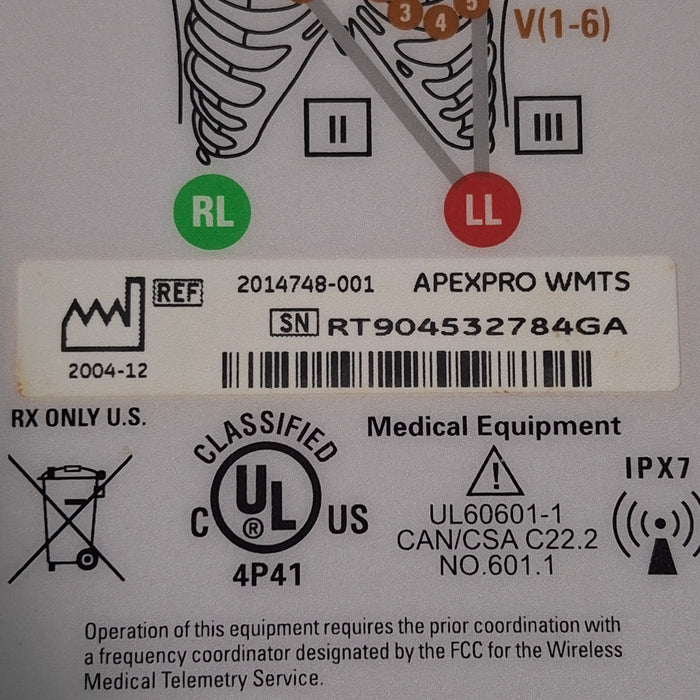 3 4 5
V(1-6)
II
III
RL
LL
REF 2014748-001 APEXPRO WMTS
SN RT904532784GA
2004-12
RX ONLY U.S.
CLASSIFIED
C UL ® US
4P41
Medical Equipment
!
UL60601-1
CAN/CSA C22.2
NO.601.1
IPX7
Operation of this equipment requires the prior coordination with
a frequency coordinator designated by the FCC for the Wireless
Medical Telemetry Service.